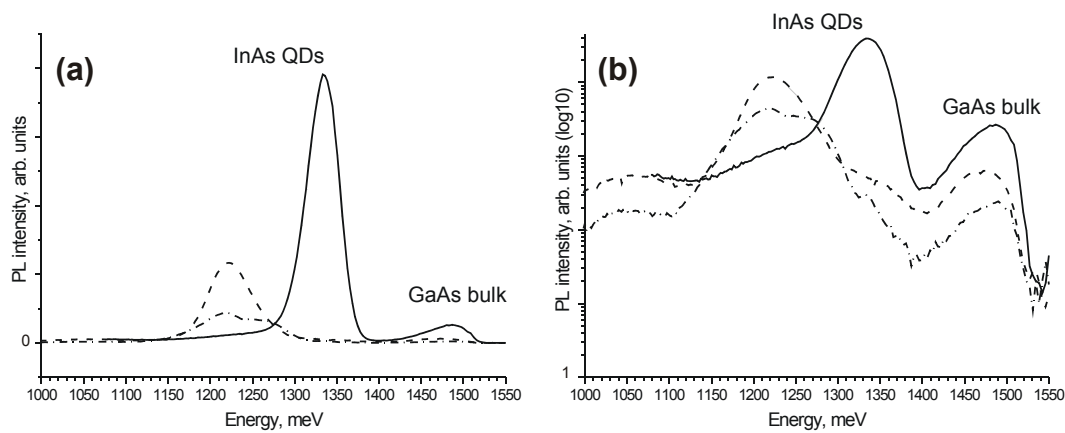 (a)
InAs QDs
GaAs bulk
PL intensity, arb. units
0
1000 1050 1100 1150 1200 1250 1300 1350 1400 1450 1500 1550
Energy, meV
(b)
InAs QDs
GaAs bulk
PL intensity, arb. units (log10)
1
1000 1050 1100 1150 1200 1250 1300 1350 1400 1450 1500 1550
Energy, meV